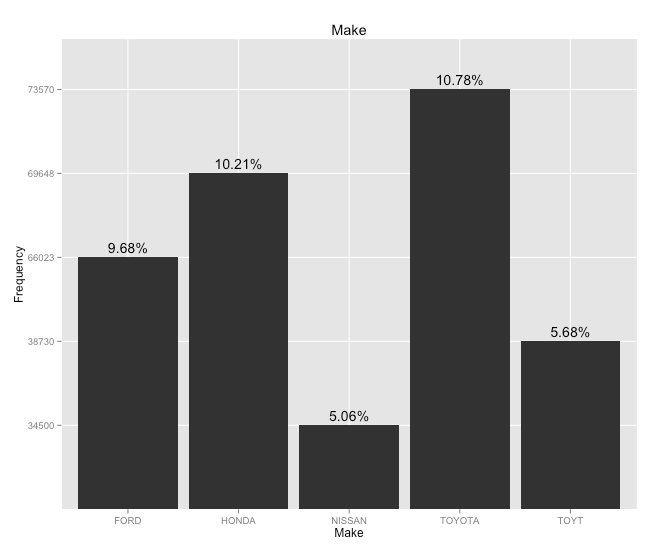 Make
10.78%
73570
10.21%
69648
9.68%
66023
Frequency
5.68%
38730
5.06%
34500
FORD HONDA NISSAN TOYOTA TOYT
Make